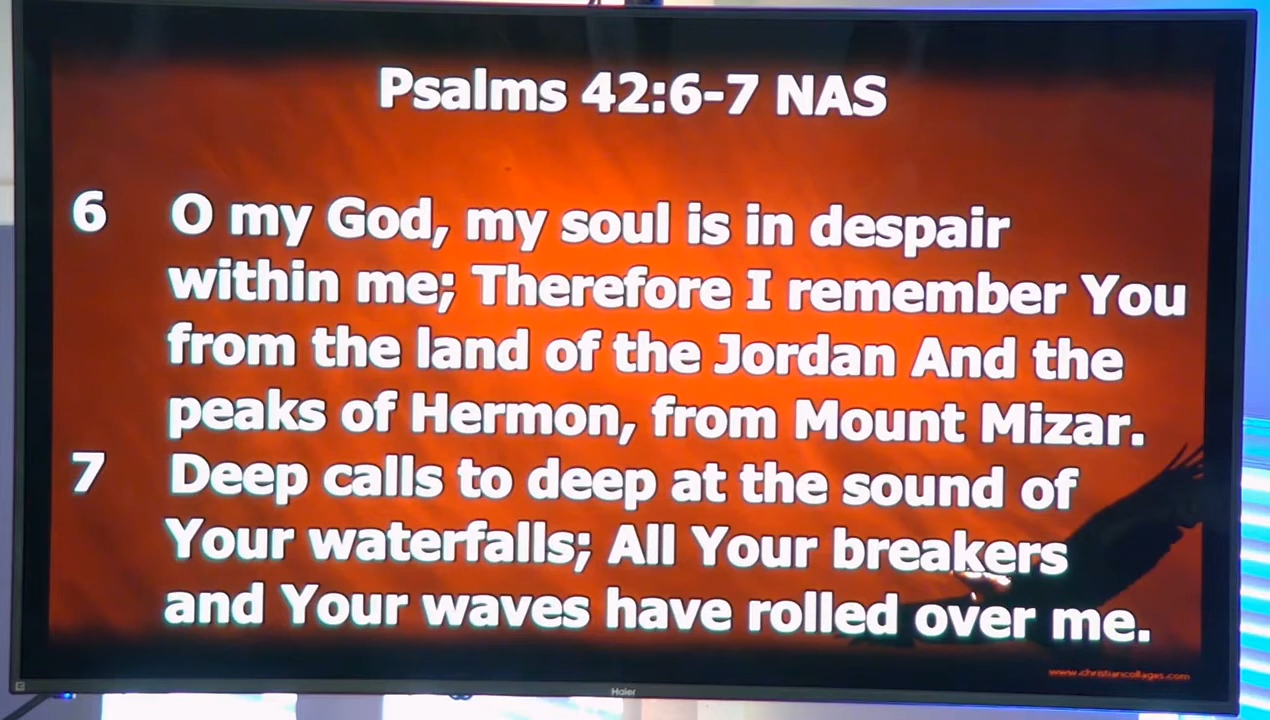 Psalms 42:6-7 NAS
6 O my God, my soul is in despair
within me; Therefore I remember You
from the land of the Jordan And the
peaks of Hermon, from Mount Mizar.
7 Deep calls to deep at the sound of
Your waterfalls; All Your breakers
and Your waves have rolled over me.
www.christiancollages.com
Haier